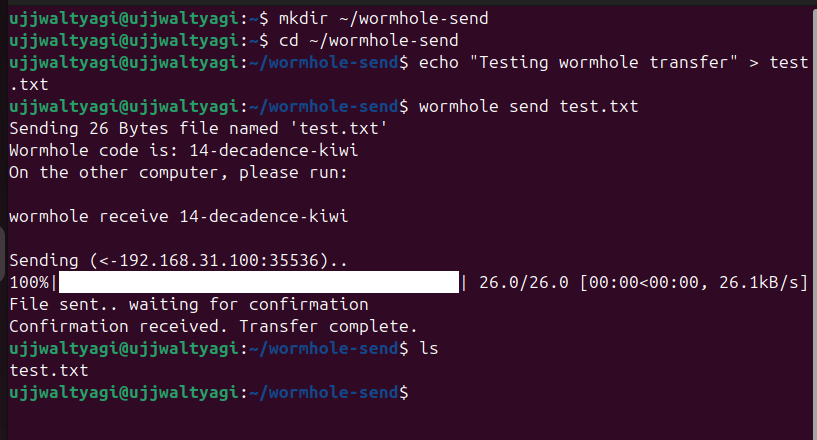 ujjwaltyagi@ujjwaltyagi:~$ mkdir ~/wormhole-send
ujjwaltyagi@ujjwaltyagi:~$ cd ~/wormhole-send
ujjwaltyagi@ujjwaltyagi:~/wormhole-send$ echo "Testing wormhole transfer" > test
.txt
ujjwaltyagi@ujjwaltyagi:~/wormhole-send$ wormhole send test.txt
Sending 26 Bytes file named 'test.txt'
Wormhole code is: 14-decadence-kiwi
On the other computer, please run:
wormhole receive 14-decadence-kiwi
Sending (<-192.168.31.100:35536)..
100%| | 26.0/26.0 [00:00<00:00, 26.1kB/s]
File sent.. waiting for confirmation
Confirmation received. Transfer complete.
ujjwaltyagi@ujjwaltyagi:~/wormhole-send$ ls
test.txt
ujjwaltyagi@ujjwaltyagi:~/wormhole-send$